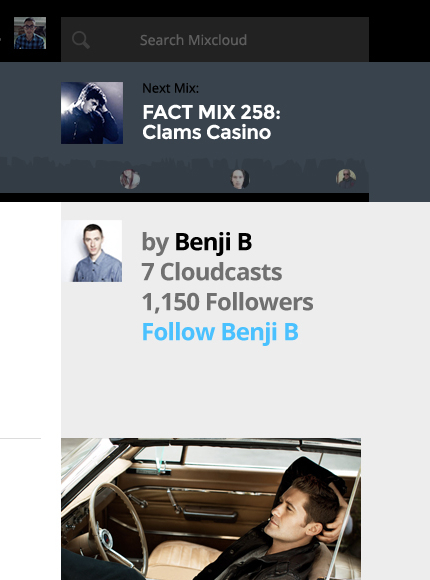 Search Mixcloud
Next Mix:
FACT MIX 258:
Clams Casino
by Benji B
7 Cloudcasts
1,150 Followers
Follow Benji B